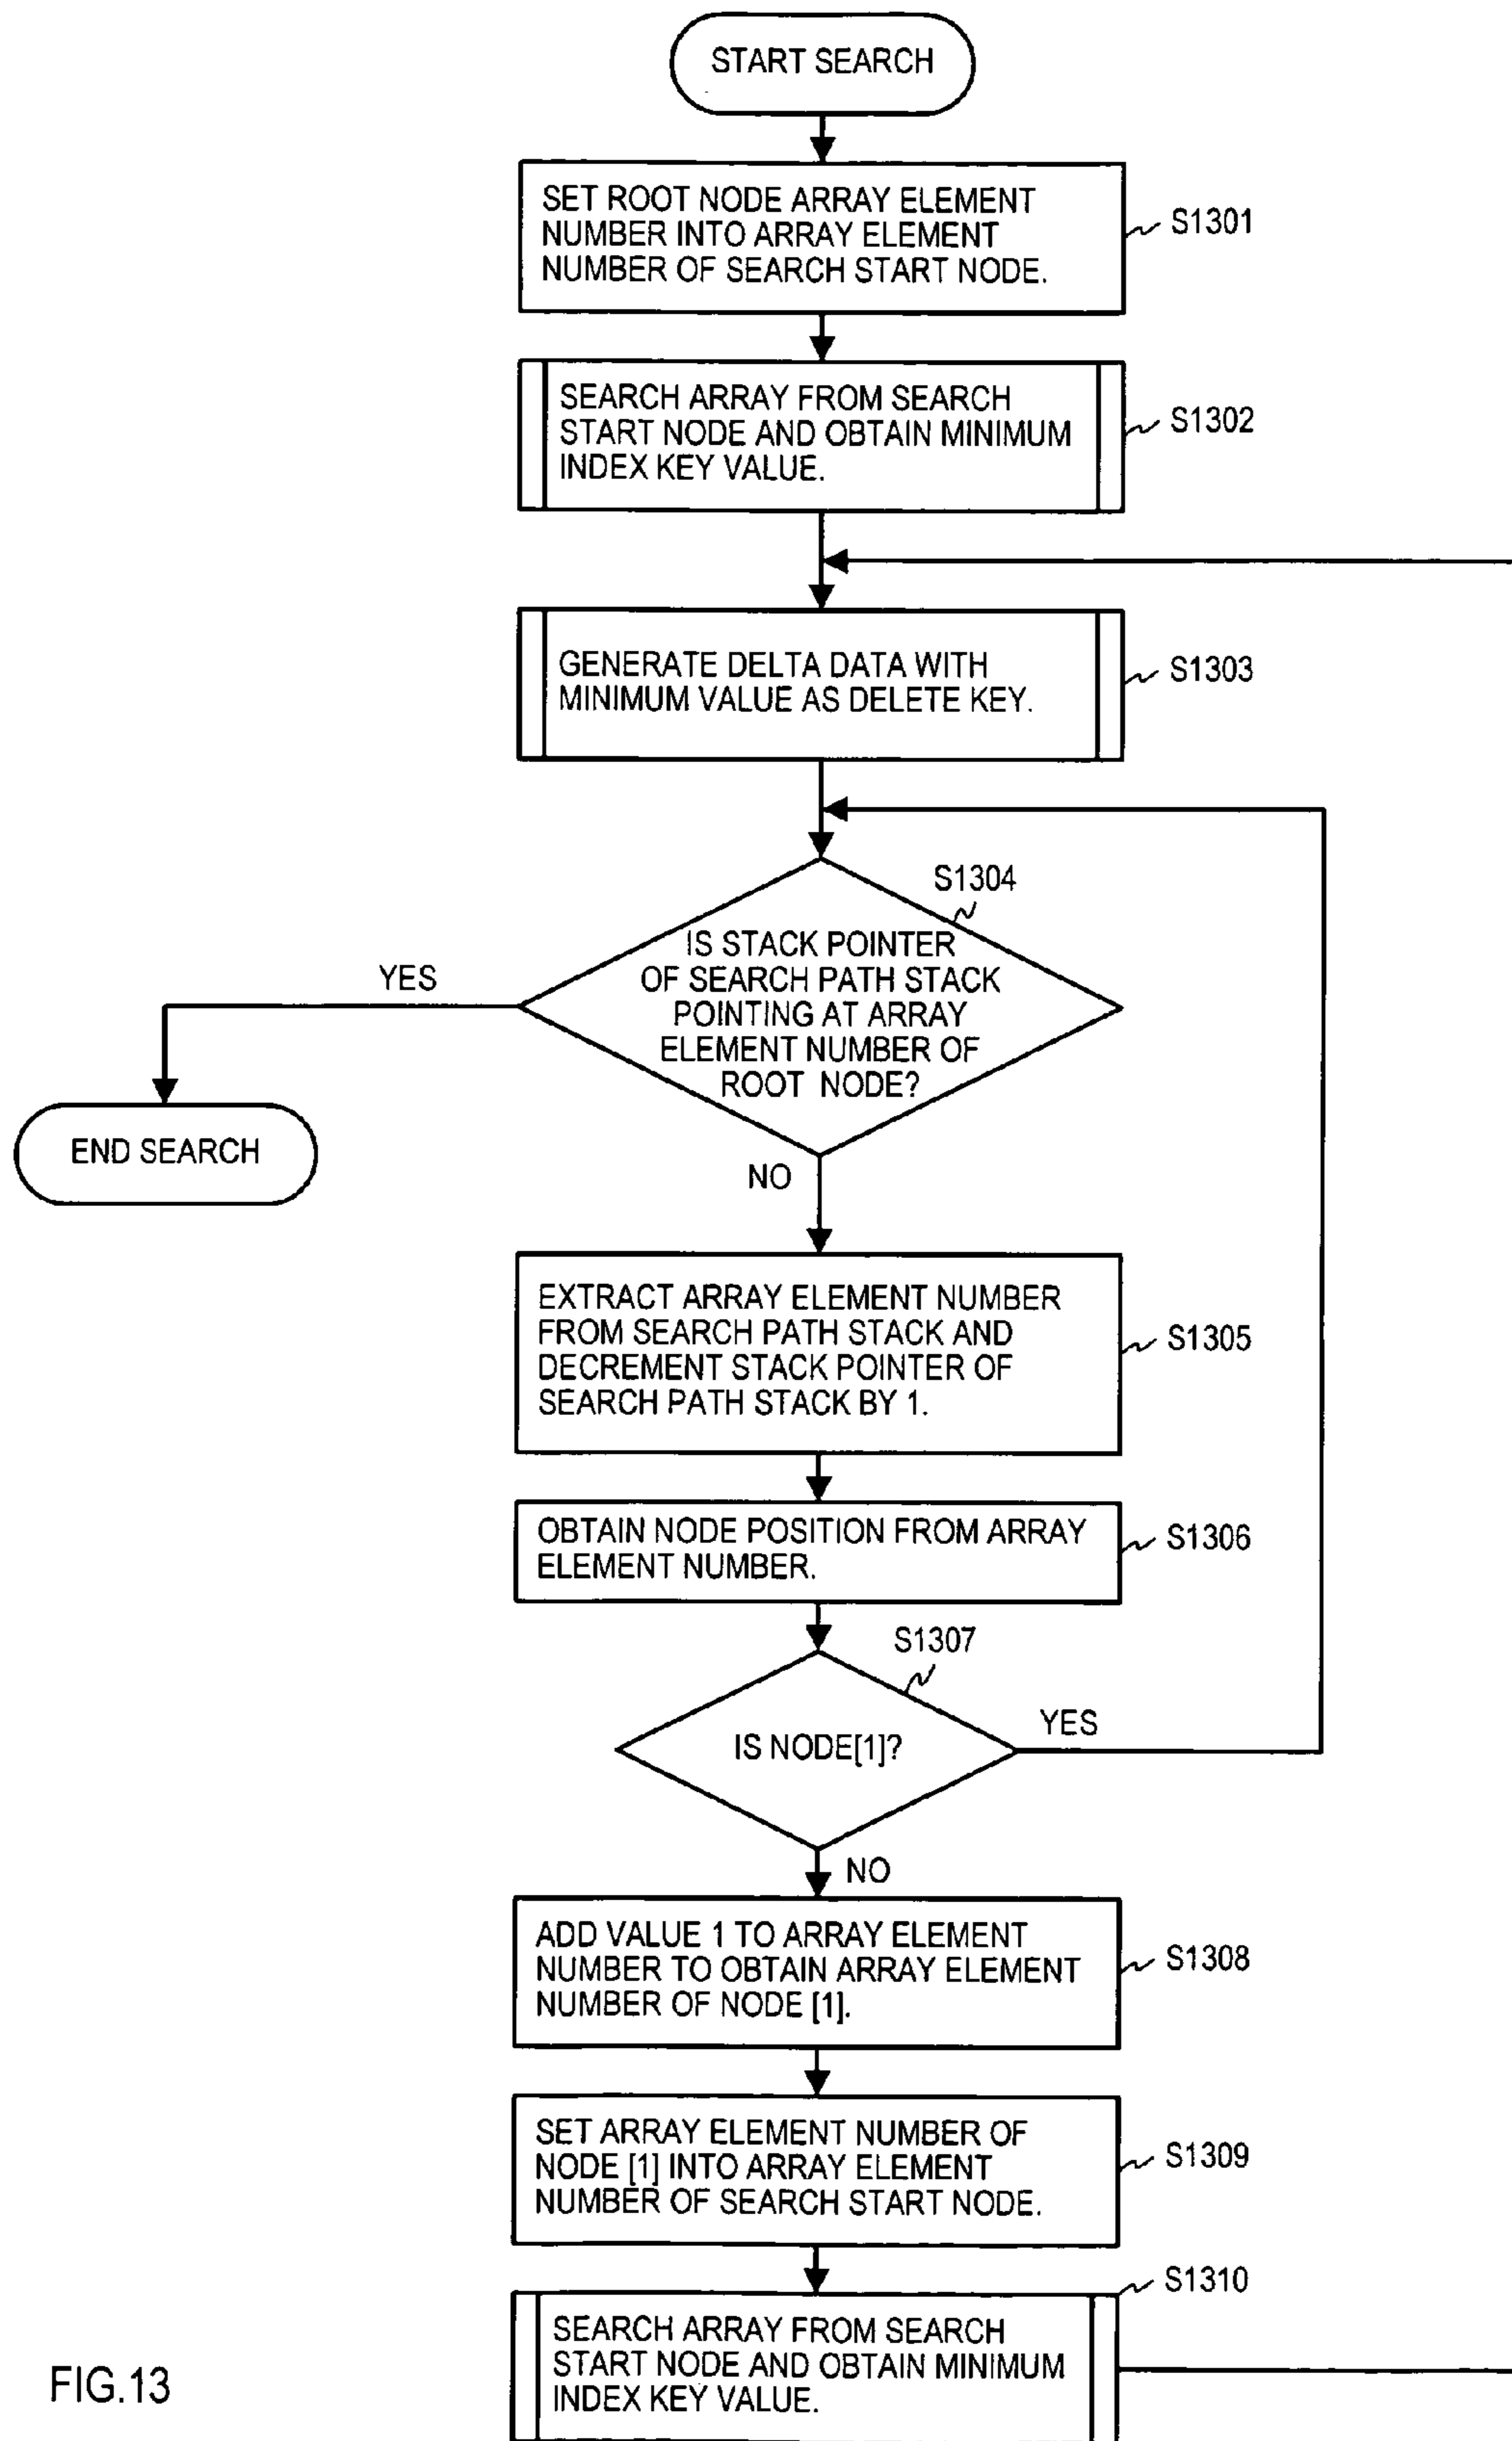 START SEARCH
SET ROOT NODE ARRAY ELEMENT
NUMBER INTO ARRAY ELEMENT
NUMBER OF SEARCH START NODE.
S1301
SEARCH ARRAY FROM SEARCH
START NODE AND OBTAIN MINIMUM
INDEX KEY VALUE.
S1302
GENERATE DELTA DATA WITH
MINIMUM VALUE AS DELETE KEY.
S1303
S1304
IS STACK POINTER
OF SEARCH PATH STACK
POINTING AT ARRAY
ELEMENT NUMBER OF
ROOT NODE?
YES
END SEARCH
NO
EXTRACT ARRAY ELEMENT NUMBER
FROM SEARCH PATH STACK AND
DECREMENT STACK POINTER OF
SEARCH PATH STACK BY 1.
S1305
OBTAIN NODE POSITION FROM ARRAY
ELEMENT NUMBER.
S1306
S1307
IS NODE[1]?
YES
NO
ADD VALUE 1 TO ARRAY ELEMENT
NUMBER TO OBTAIN ARRAY ELEMENT
NUMBER OF NODE [1].
S1308
SET ARRAY ELEMENT NUMBER OF
NODE [1] INTO ARRAY ELEMENT
NUMBER OF SEARCH START NODE.
S1309
S1310
SEARCH ARRAY FROM SEARCH
START NODE AND OBTAIN MINIMUM
INDEX KEY VALUE.
FIG.13